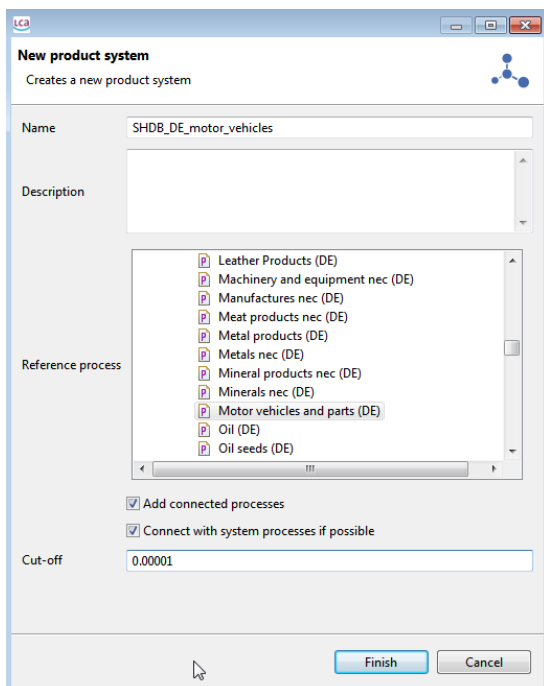 LCA
New product system
Creates a new product system
Name
SHDB_DE_motor_vehicles
Description
Reference process
Leather Products (DE)
Machinery and equipment nec (DE)
Manufactures nec (DE)
Meat products nec (DE)
Metal products (DE)
Metals nec (DE)
Mineral products nec (DE)
Minerals nec (DE)
Motor vehicles and parts (DE)
Oil (DE)
Oil seeds (DE)
Add connected processes
Connect with system processes if possible
Cut-off
0.00001
Finish
Cancel